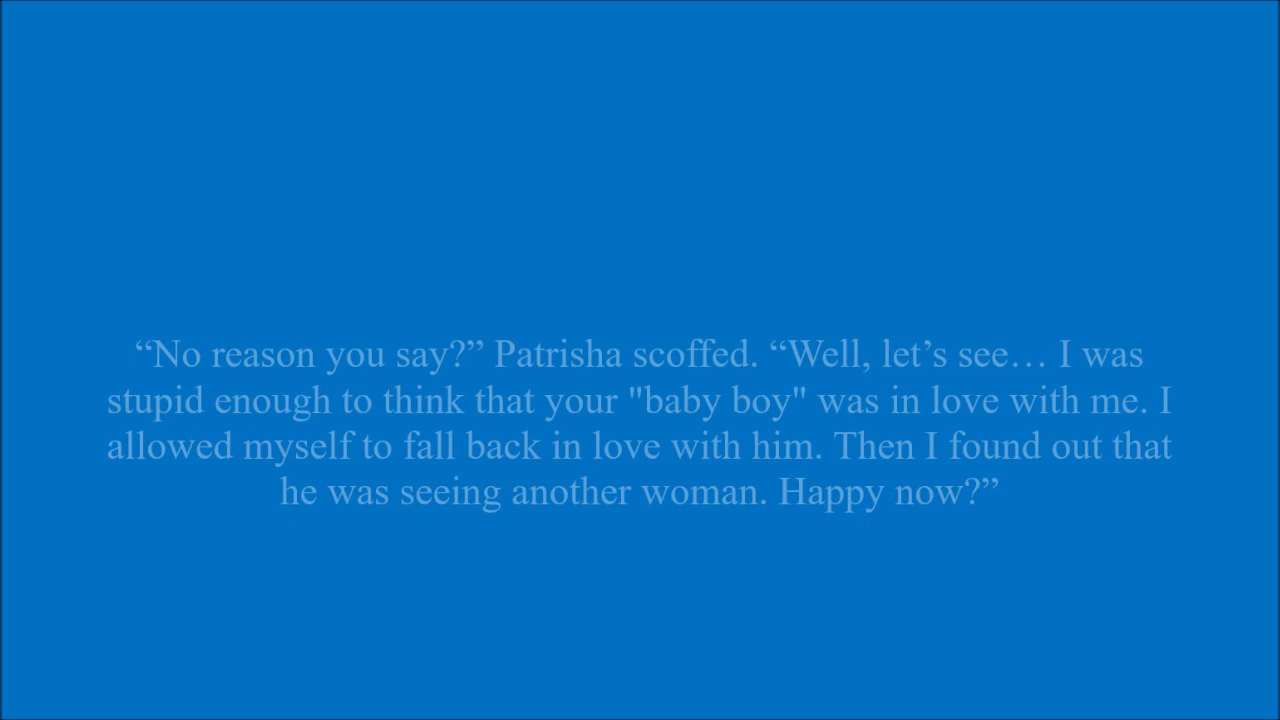 “No reason you say?” Patrisha scoffed. “Well, let’s see… I was
stupid enough to think that your "baby boy" was in love with me. I
allowed myself to fall back in love with him. Then I found out that
he was seeing another woman. Happy now?”